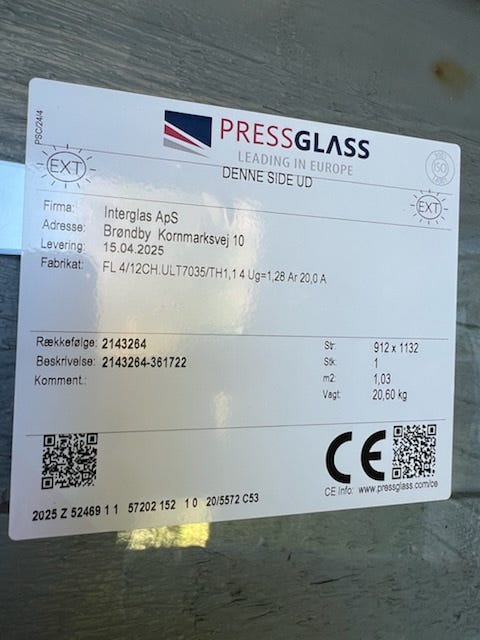 PSC/24/4
PRESSGLASS
LEADING IN EUROPE
DENNE SIDE UD
EXT
ISO
EXT
Firma: Interglas ApS
Adresse: Brøndby Kornmarksvej 10
Levering: 15.04.2025
Fabrikat: FL 4/12CH.ULT7035/TH1,1 4 Ug=1,28 Ar 20,0 A
Rækkefølge: 2143264
Str: 912 x 1132
Beskrivelse: 2143264-361722
Stk: 1
Komment.:
m2: 1,03
Vagt: 20,60 kg
CE
CE Info: www.pressglass.com/ce
2025 Z 52469 1 1 57202 152 1 0 20/5572 C53